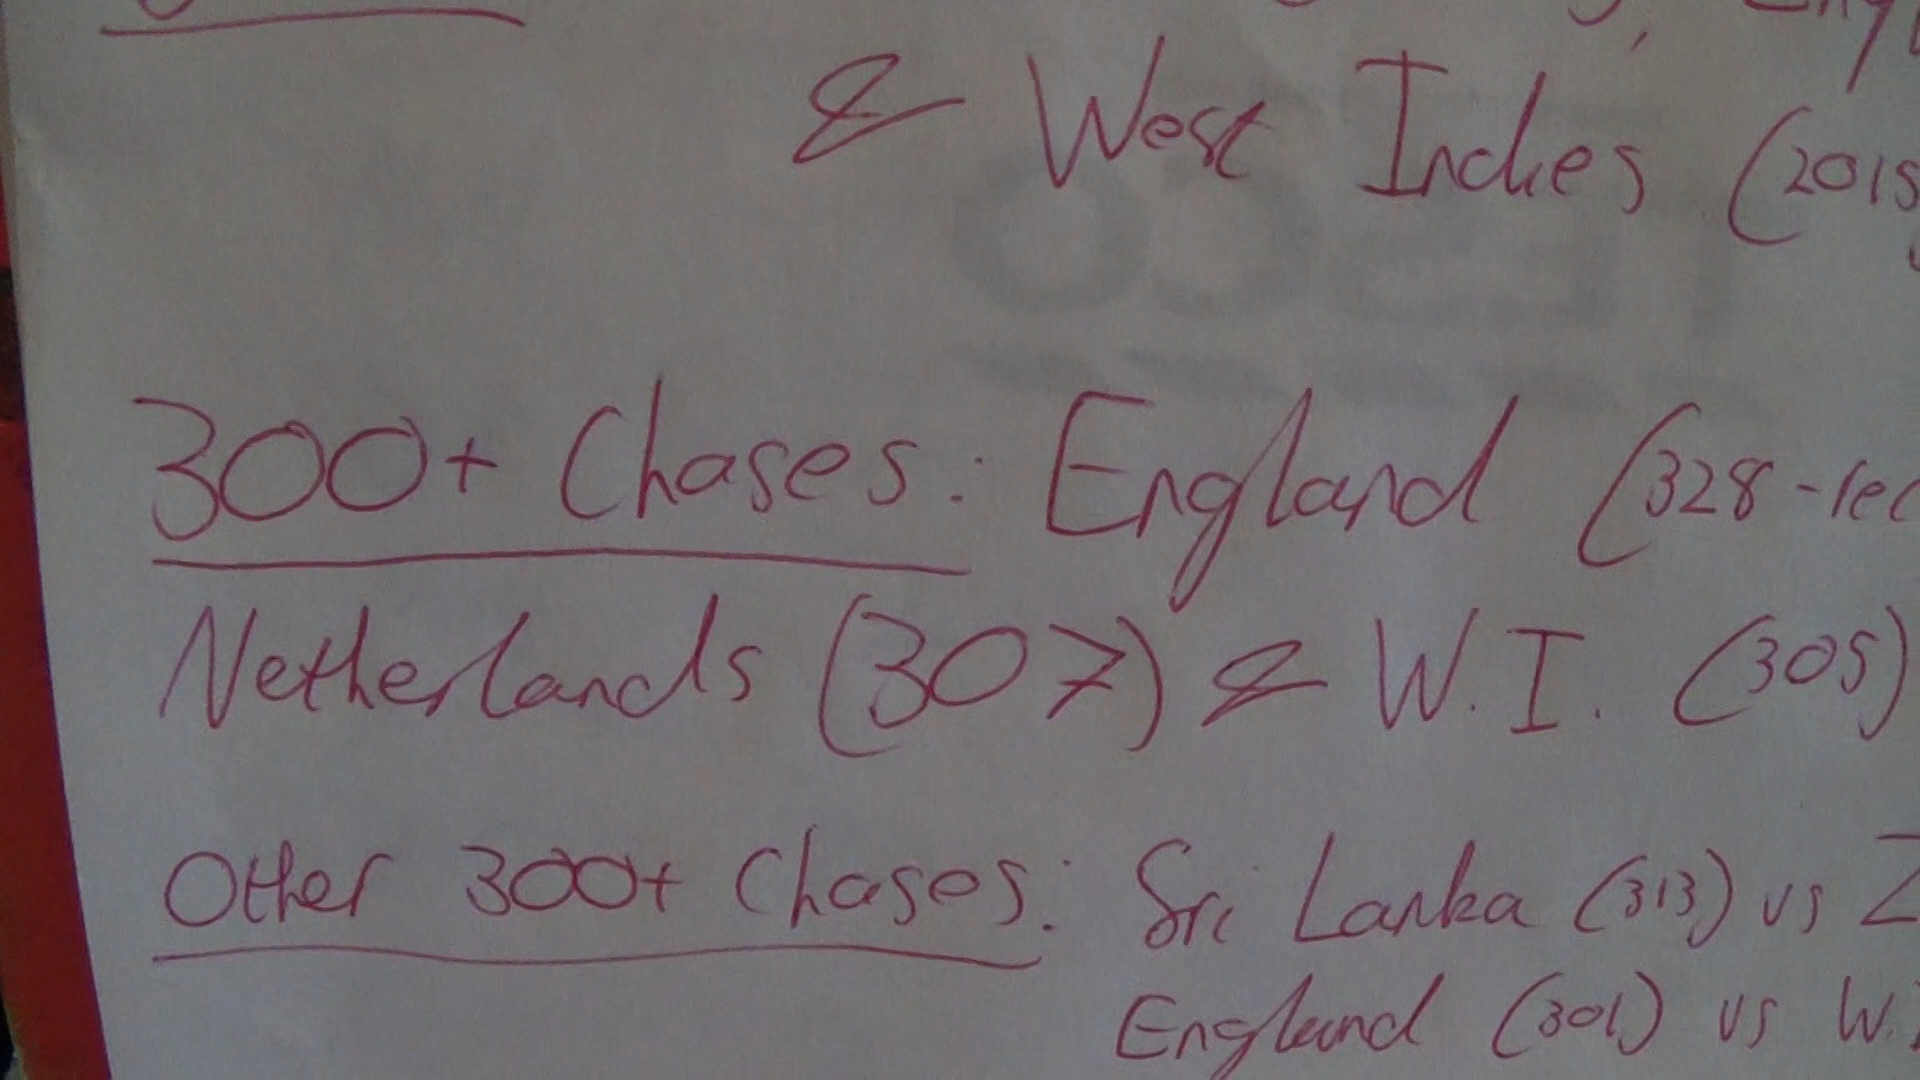 & West Indies (2015
300+ Chases: England (328-rec
Netherlands (307) & W.I. (305)
Other 300+ Chases: Sri Lanka (313) vs Z
England (301) vs W.I